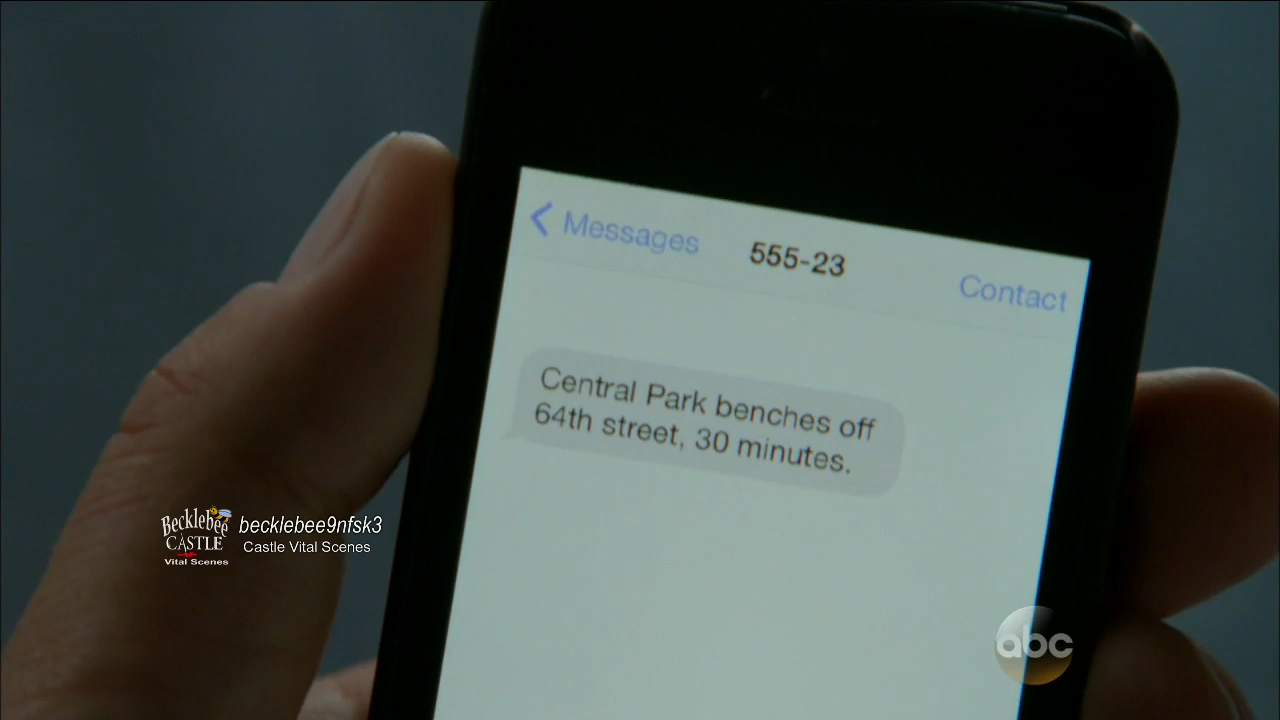 Messages 555-23 Contact
Central Park benches off
64th street, 30 minutes.
Becklebee
CASTLE
Vital Scenes
becklebee9nfsk3
Castle Vital Scenes
abc